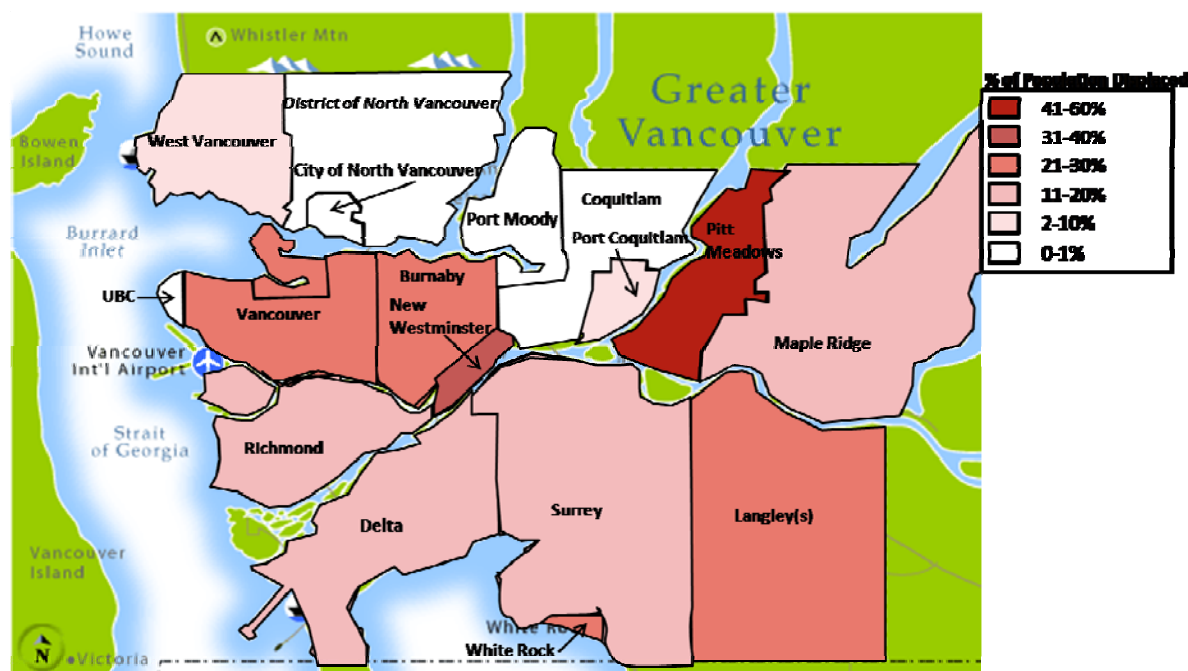 Howe
Sound
Whistler Mtn
Greater
Vancouver
% of Population Displaced
41-60%
31-40%
21-30%
11-20%
2-10%
0-1%
District of North Vancouver
West Vancouver
Bowen
Island
City of North Vancouver
Coquitlam
Port Moody
Port Coquitlam
Pitt
Meadows
Burrard
Inlet
UBC
Burnaby
Vancouver
New
Westminster
Maple Ridge
Vancouver
Int'l Airport
Strait
of Georgia
Richmond
Delta
Surrey
Langley(s)
Vancouver
Island
White Ro
White Rock
N
Victoria